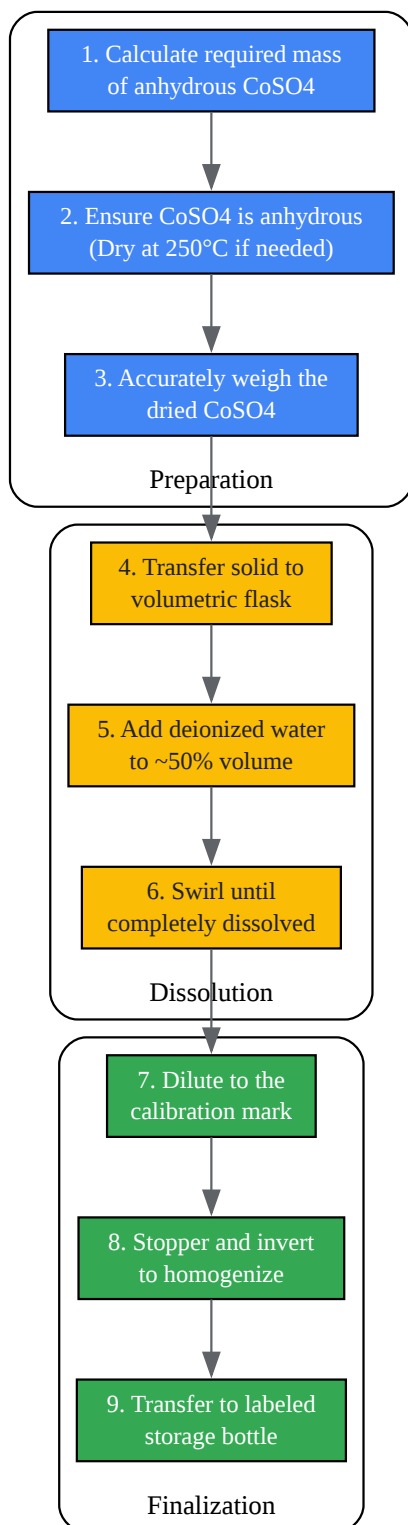 1. Calculate required mass
of anhydrous CoSO4
2. Ensure CoSO4 is anhydrous
(Dry at 250°C if needed)
3. Accurately weigh the
dried CoSO4
Preparation
4. Transfer solid to
volumetric flask
5. Add deionized water
to ~50% volume
6. Swirl until
completely dissolved
Dissolution
7. Dilute to the
calibration mark
8. Stopper and invert
to homogenize
9. Transfer to labeled
storage bottle
Finalization